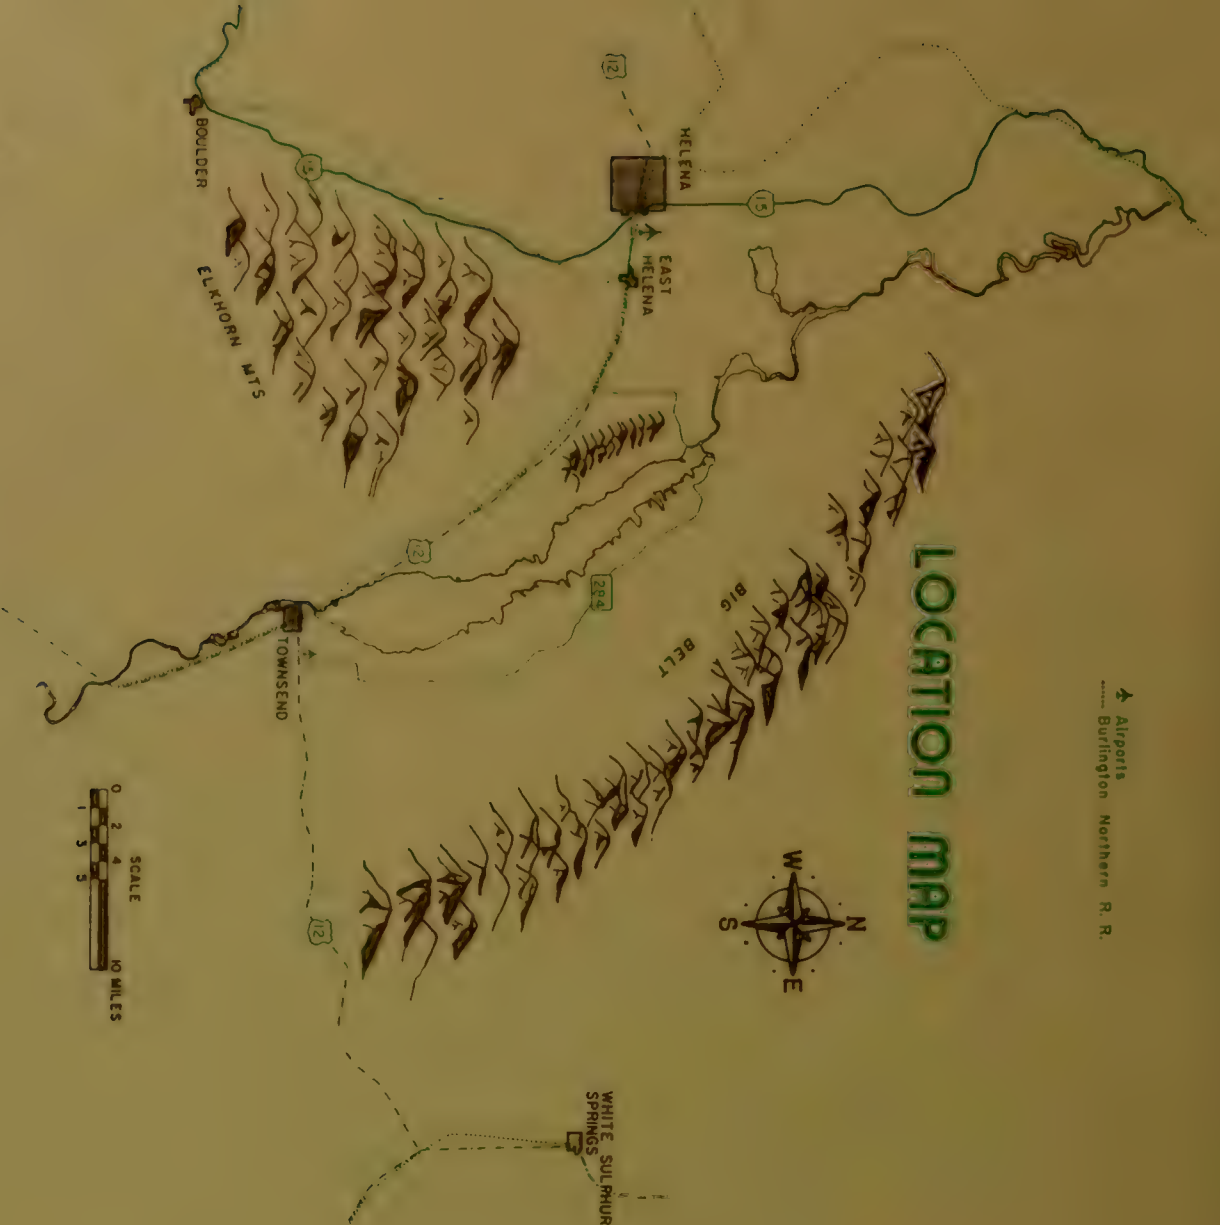 LOCATION MAP
Airports
Burlington Northern R. R.
N
W
E
S
12
HELENA
15
EAST
HELENA
15
BOULDER
ELKHORN MTS
BIG
BELT
284
12
TOWNSEND
12
WHITE SULPHUR
SPRINGS
SCALE
0 2 4 10 MILES
1 3 5